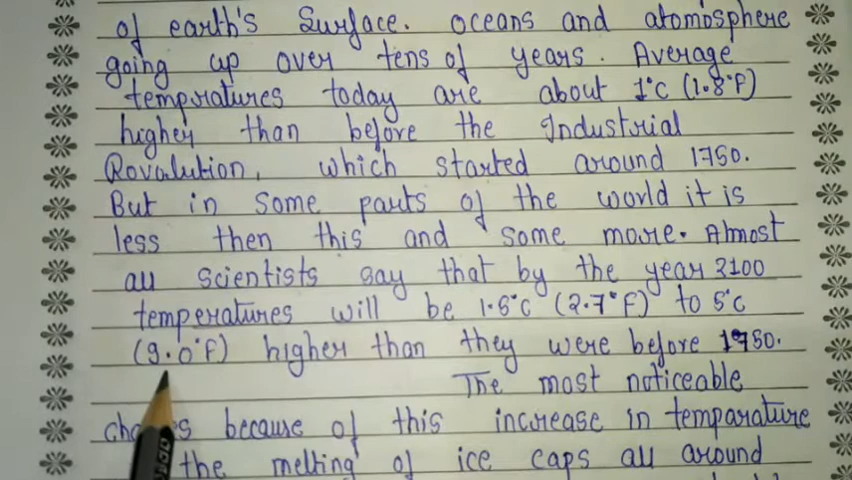 of earth's Surface. oceans and atomosphere
going up over tens of years. Average
temperatures today are about 1°c (1.8°F)
higher than before the Industrial
Rovalution, which started around 1750.
But in some parts of the world it is
less then this and some more. Almost
all scientists say that by the year 2100
temperatures will be 1.5°c (2.7°F) to 5°c
(9.0°F) higher than they were before 1750.
The most noticeable
because of this increase in temparature
the melting of ice caps all around